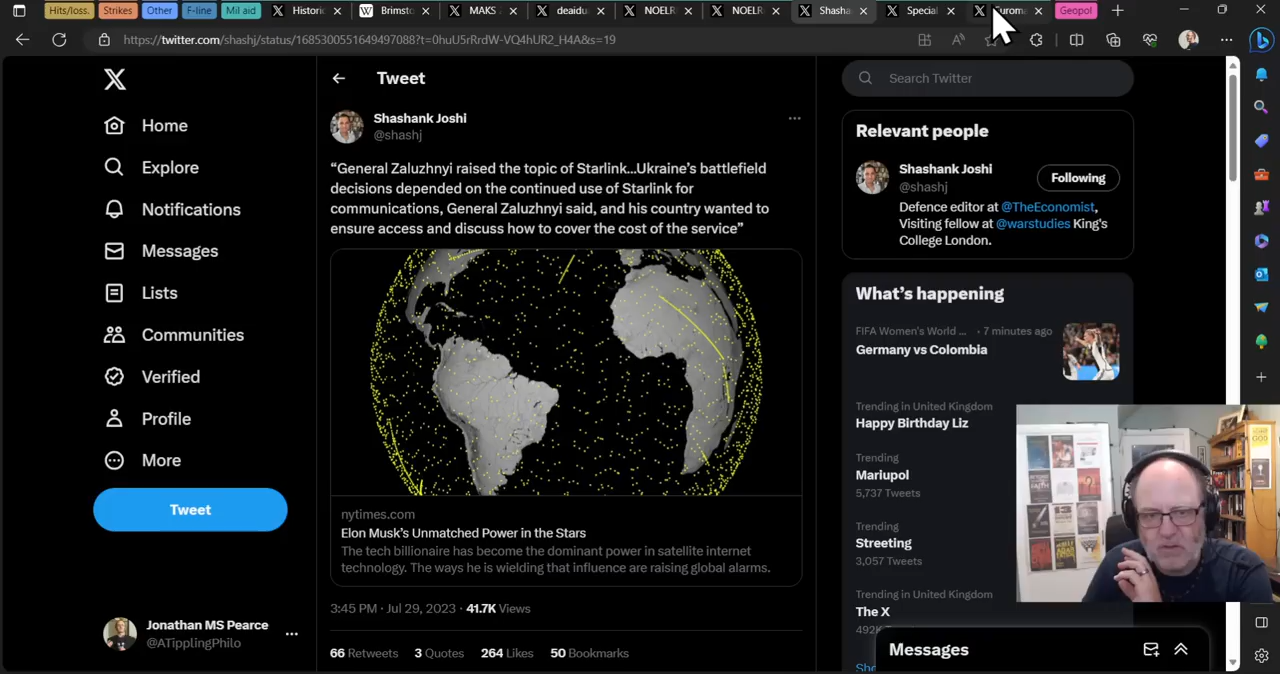 Hits/loss.
Strikes
Other
F-line
Mil aid
Historic
Brimsto
MAKS
deaidu
NOELR
NOELR
Shasha
Special
Eurom
Geopol
https://twitter.com/shashj/status/1685300551649497088?t=0huU5rRrdW-VQ4hUR2_H4A&s=19
Home
Explore
Notifications
Messages
Lists
Communities
Verified
Profile
More
Tweet
Jonathan MS Pearce
@ATipplingPhilo
Tweet
Shashank Joshi
@shashj
“General Zaluzhnyi raised the topic of Starlink...Ukraine’s battlefield
decisions depended on the continued use of Starlink for
communications, General Zaluzhnyi said, and his country wanted to
ensure access and discuss how to cover the cost of the service”
nytimes.com
Elon Musk’s Unmatched Power in the Stars
The tech billionaire has become the dominant power in satellite internet
technology. The ways he is wielding that influence are raising global alarms.
3:45 PM · Jul 29, 2023 · 41.7K Views
66 Retweets 3 Quotes 264 Likes 50 Bookmarks
Search Twitter
Relevant people
Shashank Joshi
@shashj
Following
Defence editor at @TheEconomist,
Visiting fellow at @warstudies King’s
College London.
What’s happening
FIFA Women’s World ... · 7 minutes ago
Germany vs Colombia
Trending in United Kingdom
Happy Birthday Liz
Trending
Mariupol
5,737 Tweets
Trending
Streeting
3,057 Tweets
Trending in United Kingdom
The X
492K
Sho
Messages